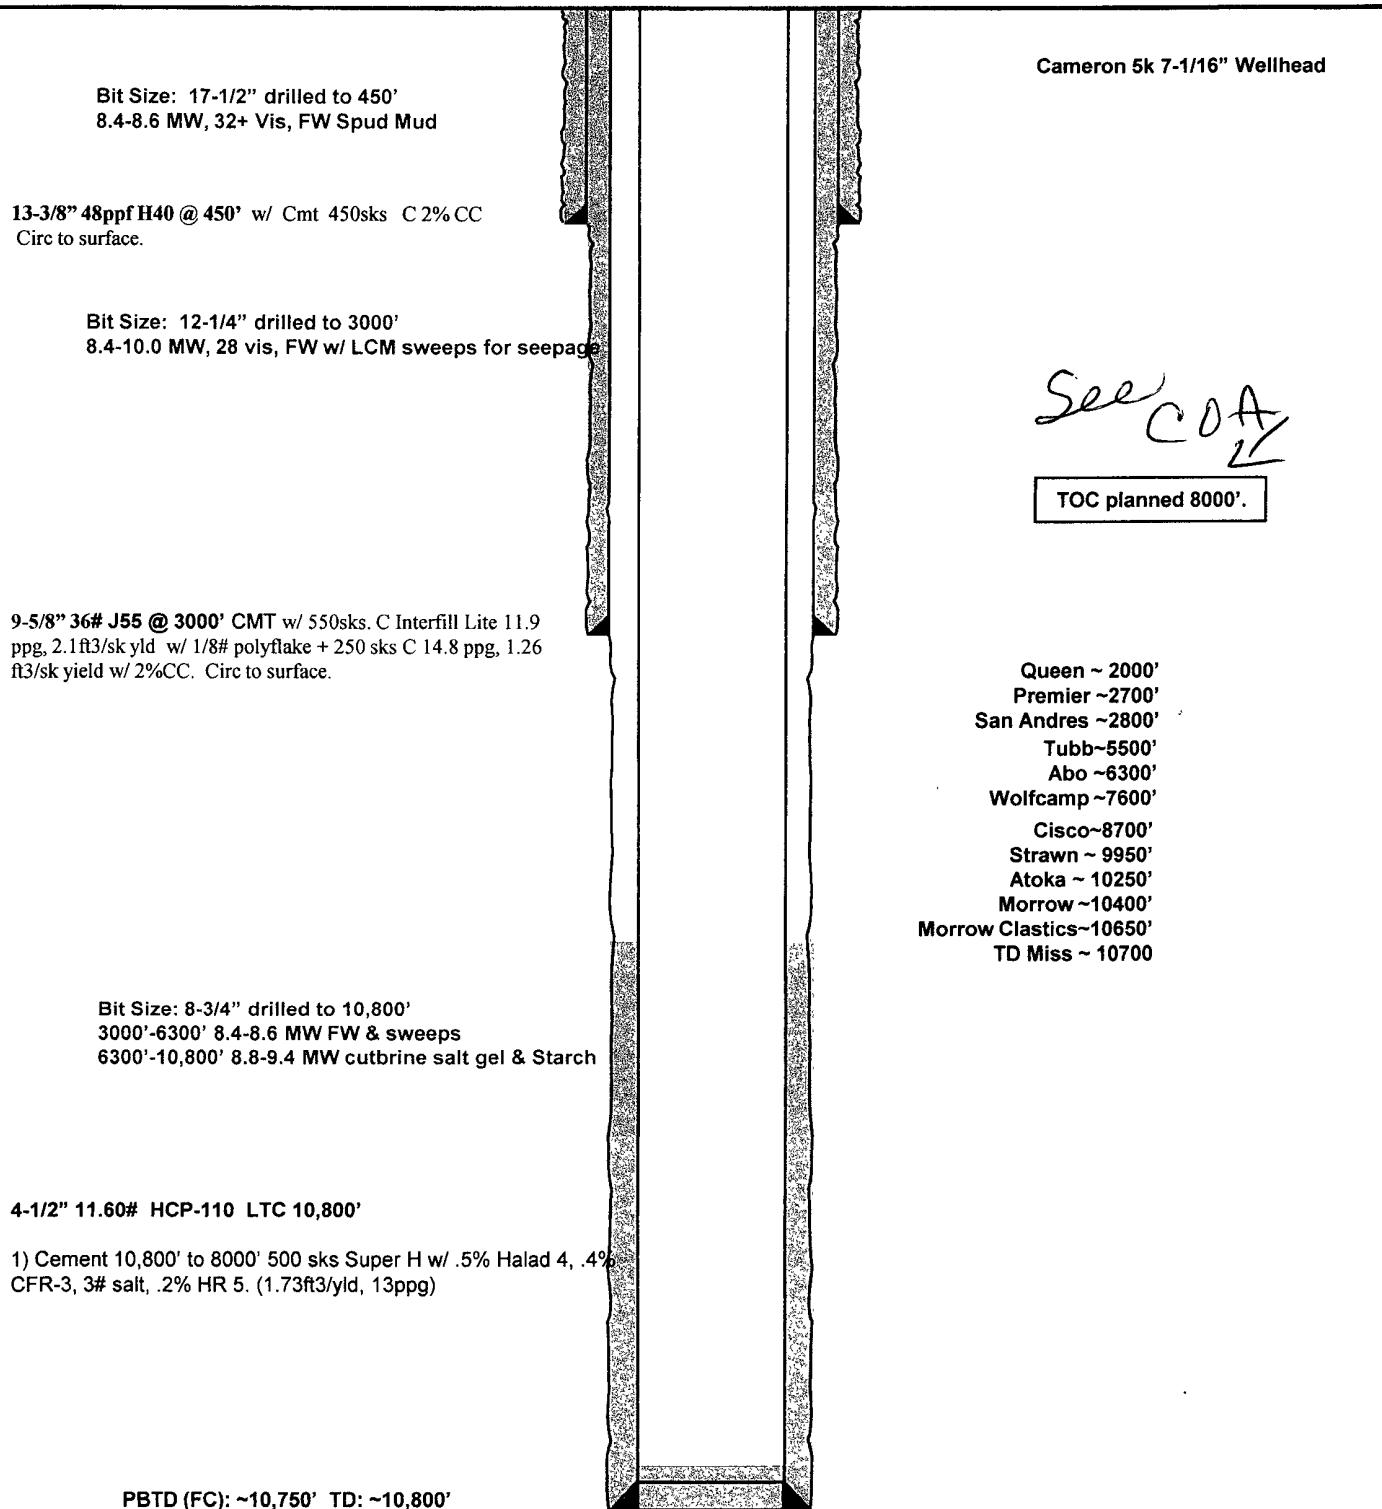 Cameron 5k 7-1/16” Wellhead
Bit Size: 17-1/2” drilled to 450’
8.4-8.6 MW, 32+ Vis, FW Spud Mud
13-3/8” 48ppf H40 @ 450’ w/ Cmt 450sks C 2% CC
Circ to surface.
Bit Size: 12-1/4” drilled to 3000’
8.4-10.0 MW, 28 vis, FW w/ LCM sweeps for seepage
See COA
TOC planned 8000’.
9-5/8” 36# J55 @ 3000’ CMT w/ 550sks. C Interfill Lite 11.9
ppg, 2.1ft3/sk yld w/ 1/8# polyflake + 250 sks C 14.8 ppg, 1.26
ft3/sk yield w/ 2%CC. Circ to surface.
Queen ~ 2000’
Premier ~2700’
San Andres ~2800’
Tubb~5500’
Abo ~6300’
Wolfcamp ~7600’
Cisco~8700’
Strawn ~ 9950’
Atoka ~ 10250’
Morrow ~10400’
Morrow Clastics~10650’
TD Miss ~ 10700
Bit Size: 8-3/4” drilled to 10,800’
3000'-6300' 8.4-8.6 MW FW & sweeps
6300'-10,800' 8.8-9.4 MW cutbrine salt gel & Starch
4-1/2” 11.60# HCP-110 LTC 10,800’
1) Cement 10,800’ to 8000’ 500 sks Super H w/ .5% Halad 4, .4%
CFR-3, 3# salt, .2% HR 5. (1.73ft3/yld, 13ppg)
PBTD (FC): ~10,750’ TD: ~10,800’